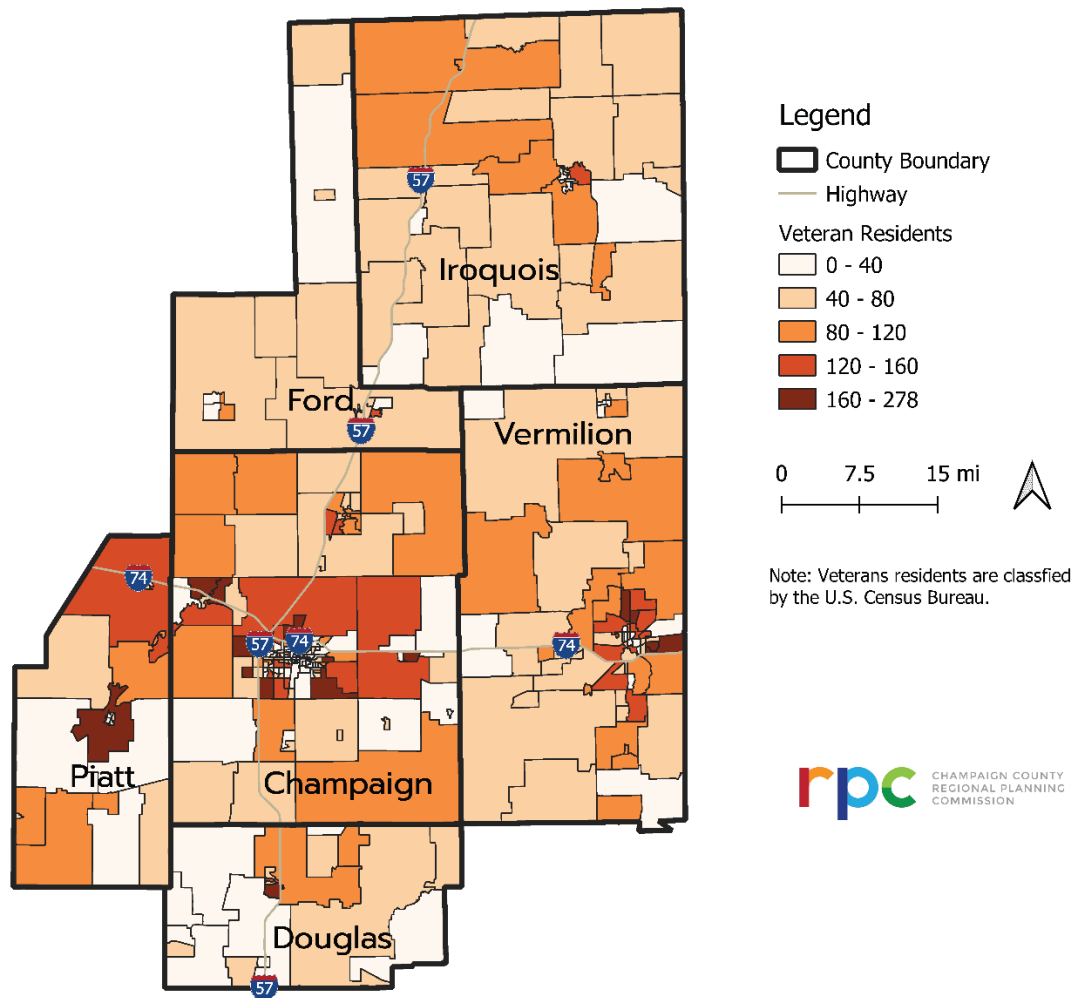 Legend
County Boundary
Highway
Veteran Residents
0 - 40
40 - 80
80 - 120
120 - 160
160 - 278
0 7.5 15 mi
Note: Veterans residents are classfied
by the U.S. Census Bureau.
rpc
CHAMPAIGN COUNTY
REGIONAL PLANNING
COMMISSION
57
Iroquois
Ford
57
Vermilion
74
57
74
74
Piatt
Champaign
Douglas
57